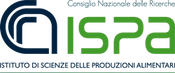 Consiglio Nazionale delle Ricerche
ispa
ISTITUTO DI SCIENZE DELLE PRODUZIONI ALIMENTARI